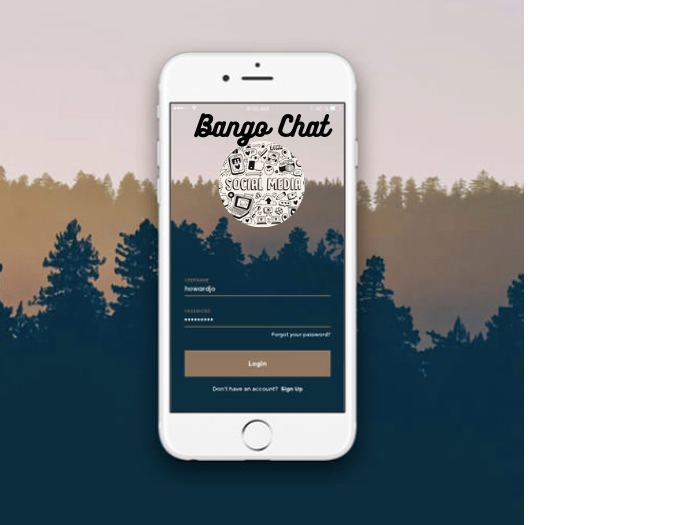 Bango Chat
SOCIAL MEDIA
USERNAME
howardjo
PASSWORD
Forgot your password?
Login
Don't have an account? Sign Up